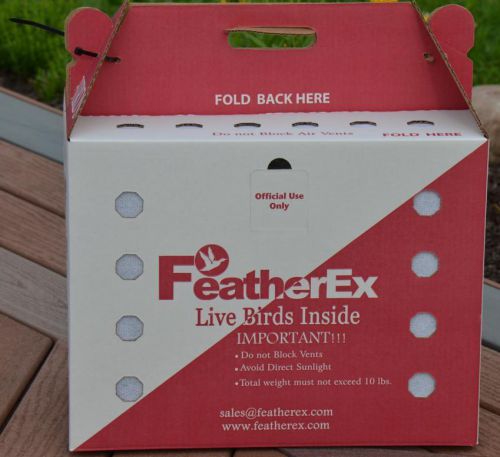 FOLD BACK HERE
Do not Block Air Vents
FOLD HERE
Official Use
Only
FeatherEx
Live Birds Inside
IMPORTANT!!!
• Do not Block Vents
• Avoid Direct Sunlight
• Total weight must not exceed 10 lbs.
sales@featherex.com
www.featherex.com